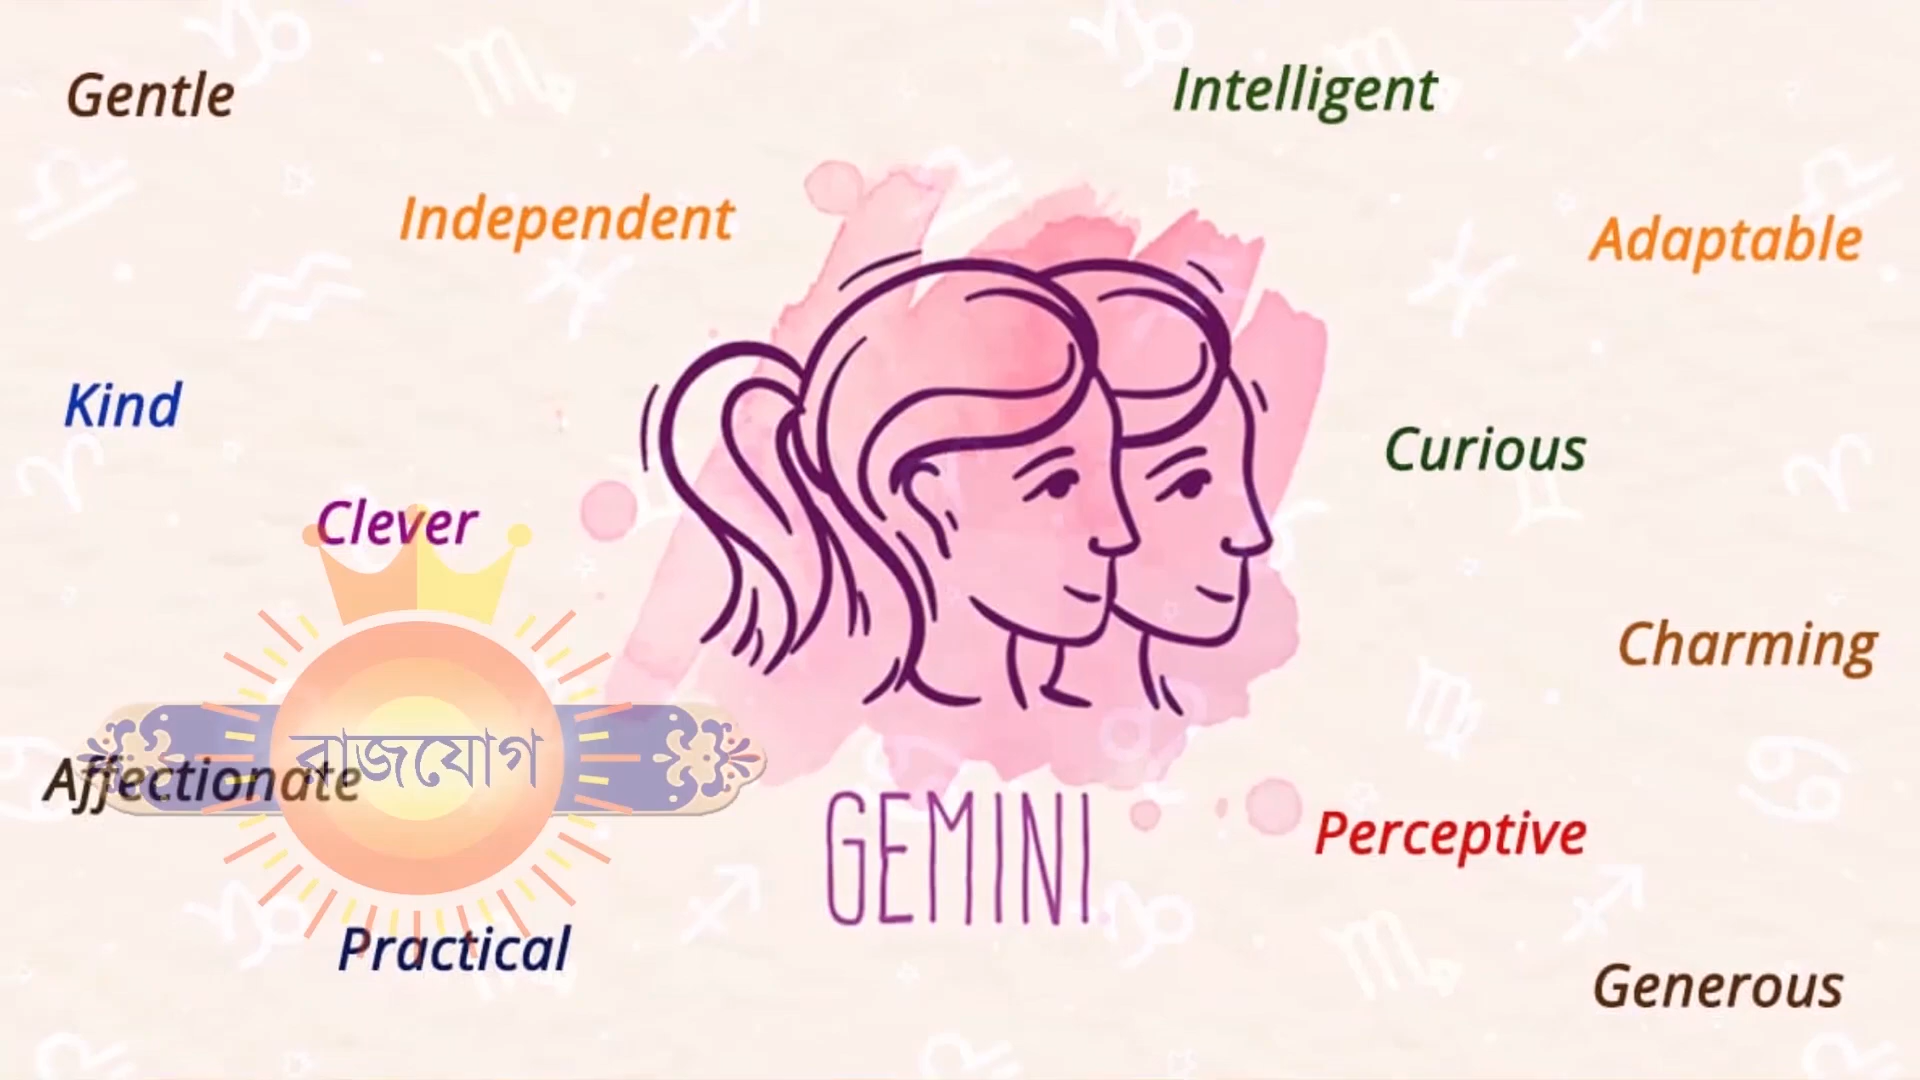 Gentle
Intelligent
Independent
Adaptable
Kind
Curious
Clever
Charming
রাজযোগ
Affectionate
GEMINI
Perceptive
Practical
Generous